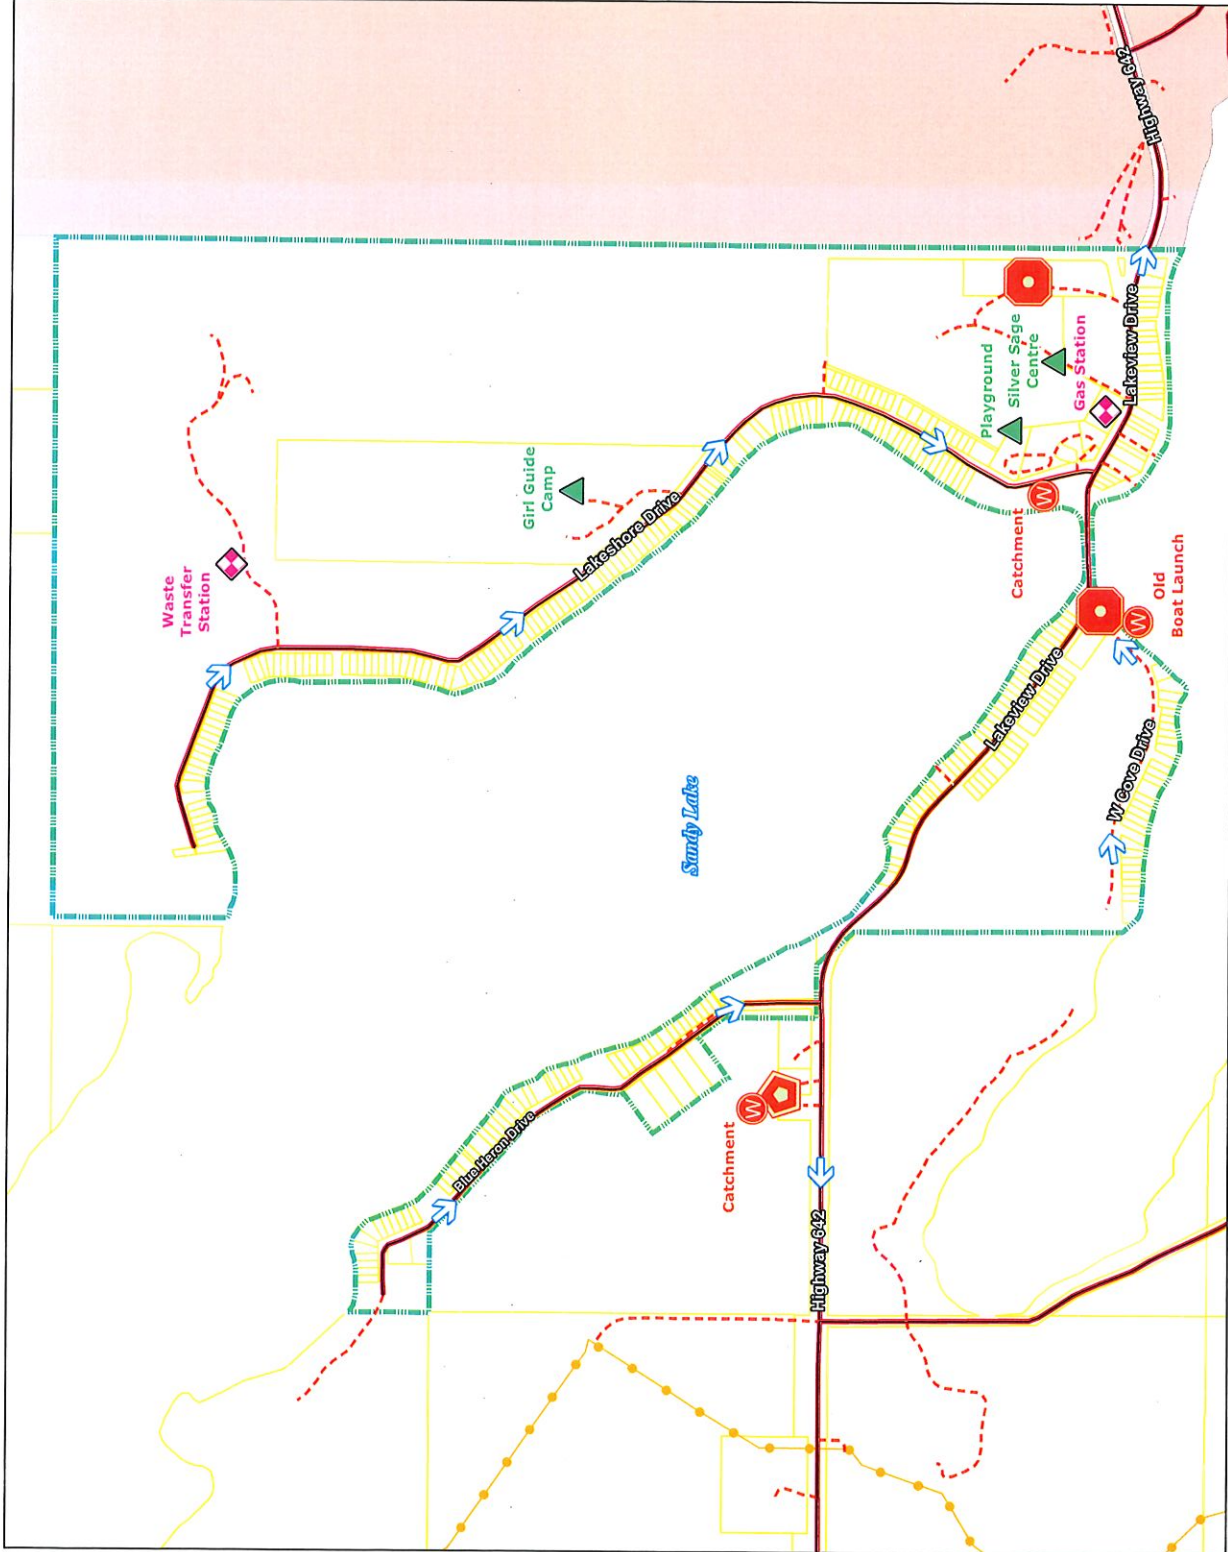 Highway 642
Waste
Transfer
Station
Girl Guide
Camp
Lakeshore Drive
Playground
Silver Sage
Centre
Gas Station
Lakeview Drive
Catchment
W
W
Old
Boat Launch
Lakeview Drive
W Cove Drive
Sandy Lake
Blue Heron Drive
W
Catchment
Highway 642